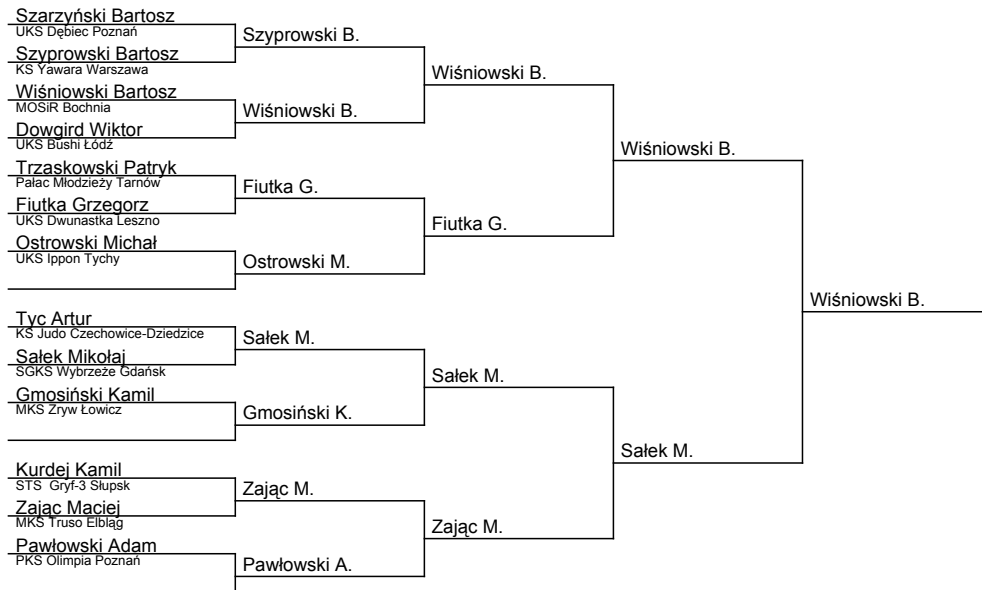 Szarzyński Bartosz
UKS Dębiec Poznań
Szyprowski B.
Szyprowski Bartosz
KS Yawara Warszawa
Wiśniowski B.
Wiśniowski Bartosz
MOSiR Bochnia
Wiśniowski B.
Dowgird Wiktor
UKS Bushi Łódź
Wiśniowski B.
Trzaskowski Patryk
Pałac Młodzieży Tarnów
Fiutka G.
Fiutka Grzegorz
UKS Dwunastka Leszno
Fiutka G.
Ostrowski Michał
UKS Ippon Tychy
Ostrowski M.
Wiśniowski B.
Tyc Artur
KS Judo Czechowice-Dziedzice
Sałek M.
Sałek Mikołaj
SGKS Wybrzeże Gdańsk
Sałek M.
Gmosiński Kamil
MKS Zryw Łowicz
Gmosiński K.
Sałek M.
Kurdej Kamil
STS Gryf-3 Słupsk
Zając M.
Zając Maciej
MKS Truso Elbląg
Zając M.
Pawłowski Adam
PKS Olimpia Poznań
Pawłowski A.